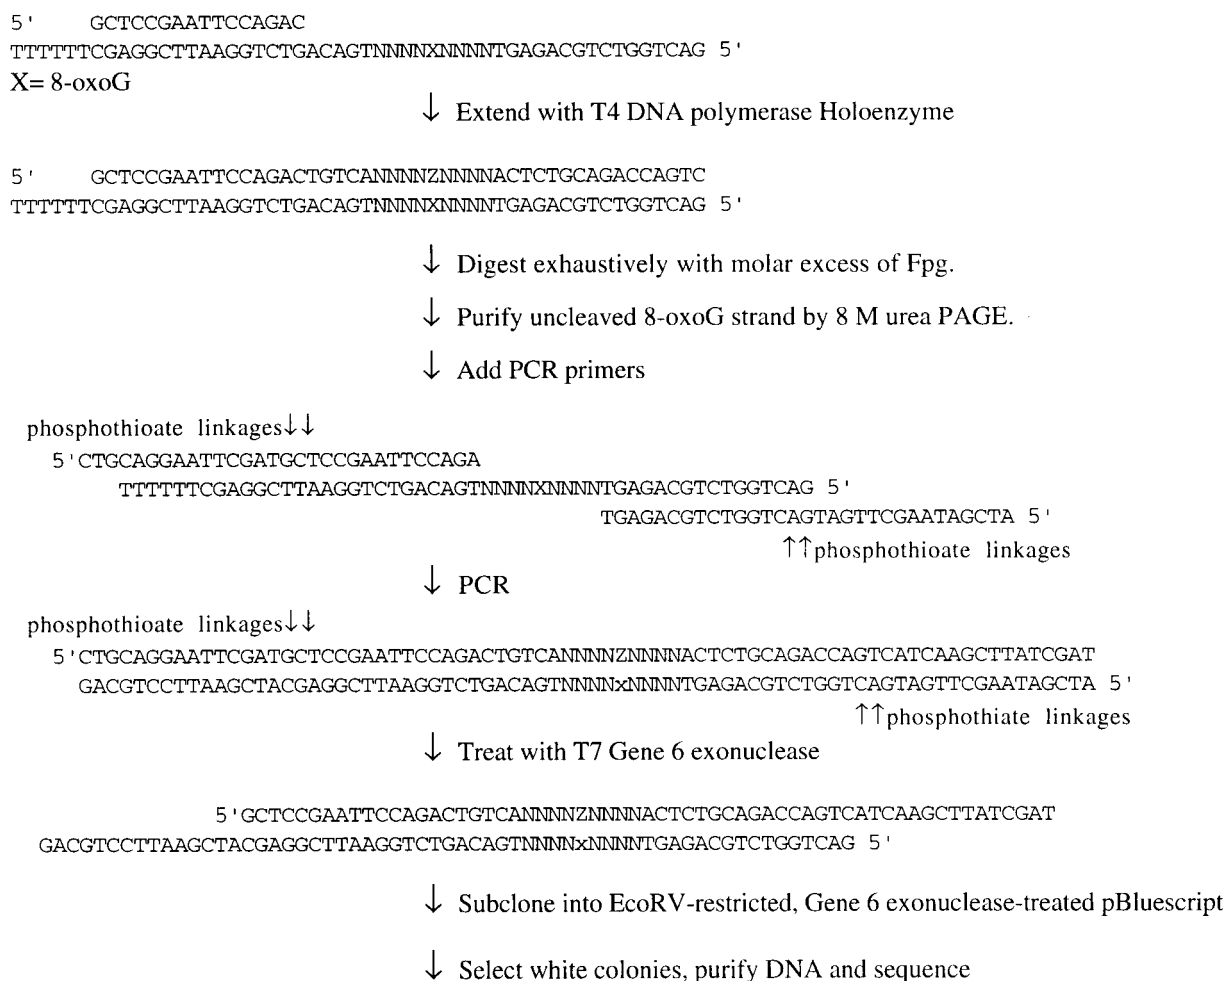 5' GCTCCGAATTCCAGAC
TTTTTTCGAGGCTTAAGGTCTGACAGTNNNNXNNNNTGAGACGTCTGGTCAG 5'
X= 8-oxoG
↓ Extend with T4 DNA polymerase Holoenzyme
5' GCTCCGAATTCCAGACTGTCANNNNZNNNNACTCTGCAGACCAGTC
TTTTTTCGAGGCTTAAGGTCTGACAGTNNNNXNNNNTGAGACGTCTGGTCAG 5'
↓ Digest exhaustively with molar excess of Fpg.
↓ Purify uncleaved 8-oxoG strand by 8 M urea PAGE.
↓ Add PCR primers
phosphothioate linkages↓↓
5'CTGCAGGAATTCGATGCTCCGAATTCCAGA
TTTTTTCGAGGCTTAAGGTCTGACAGTNNNNXNNNNTGAGACGTCTGGTCAG 5'
TGAGACGTCTGGTCAGTAGTTCGAATAGCTA 5'
↑↑phosphothioate linkages
↓ PCR
phosphothioate linkages↓↓
5'CTGCAGGAATTCGATGCTCCGAATTCCAGACTGTCANNNNZNNNNACTCTGCAGACCAGTCATCAAGCTTATCGAT
GACGTCCTTAAGCTACGAGGCTTAAGGTCTGACAGTNNNNxNNNNTGAGACGTCTGGTCAGTAGTTCGAATAGCTA 5'
↑↑phosphothiate linkages
↓ Treat with T7 Gene 6 exonuclease
5'GCTCCGAATTCCAGACTGTCANNNNZNNNNACTCTGCAGACCAGTCATCAAGCTTATCGAT
GACGTCCTTAAGCTACGAGGCTTAAGGTCTGACAGTNNNNxNNNNTGAGACGTCTGGTCAG 5'
↓ Subclone into EcoRV-restricted, Gene 6 exonuclease-treated pBluescript
↓ Select white colonies, purify DNA and sequence